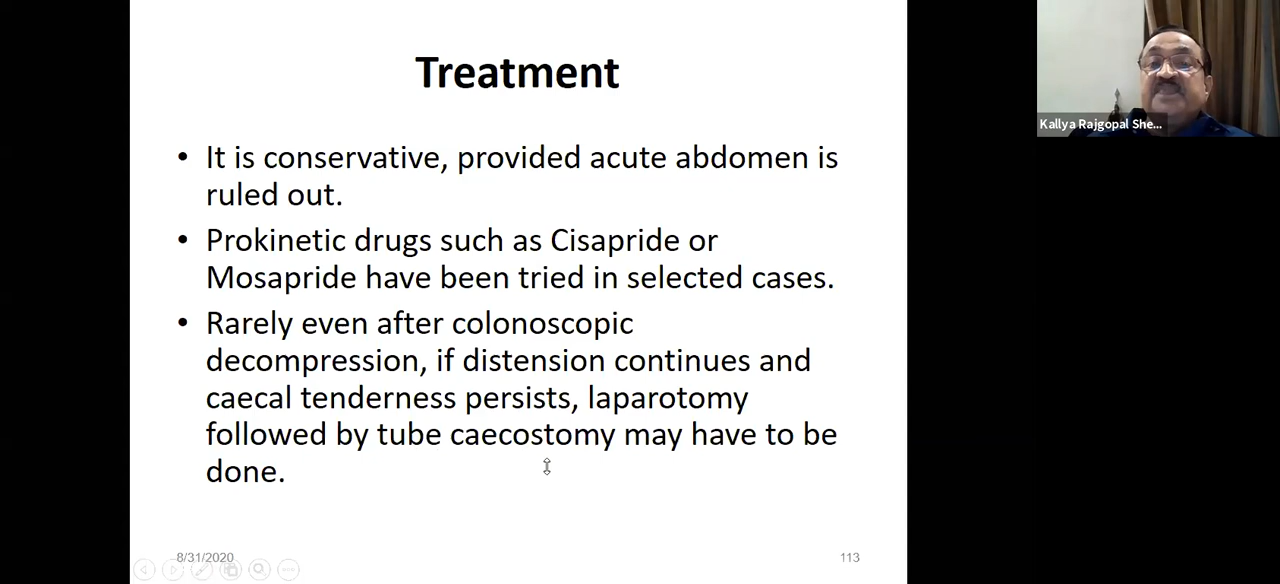 Treatment
• It is conservative, provided acute abdomen is
ruled out.
• Prokinetic drugs such as Cisapride or
Mosapride have been tried in selected cases.
• Rarely even after colonoscopic
decompression, if distension continues and
caecal tenderness persists, laparotomy
followed by tube caecostomy may have to be
done.
8/31/2020
113
Kallya Rajgopal She...